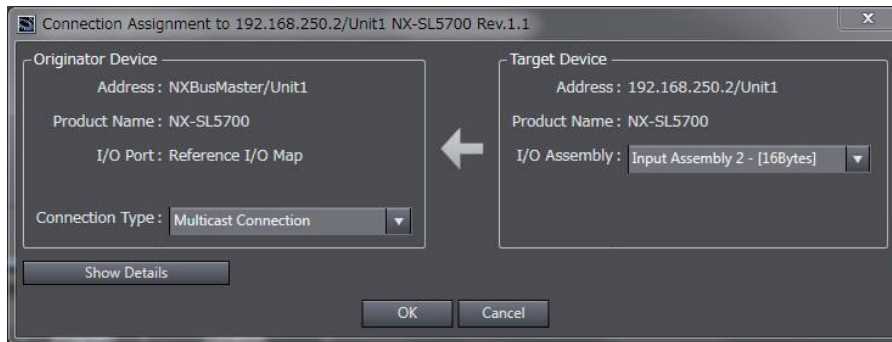 Connection Assignment to 192.168.250.2/Unit1 NX-SL5700 Rev.1.1
Originator Device
Address : NXBusMaster/Unit1
Product Name : NX-SL5700
I/O Port : Reference I/O Map
Connection Type : Multicast Connection
Target Device
Address : 192.168.250.2/Unit1
Product Name : NX-SL5700
I/O Assembly : Input Assembly 2 - [16Bytes]
Show Details
OK
Cancel